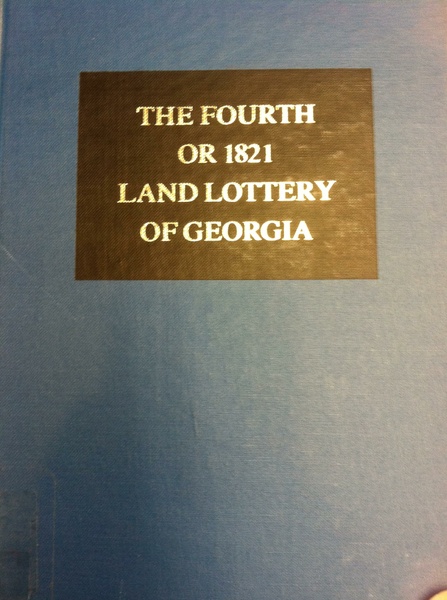 THE FOURTH
OR 1821
LAND LOTTERY
OF GEORGIA